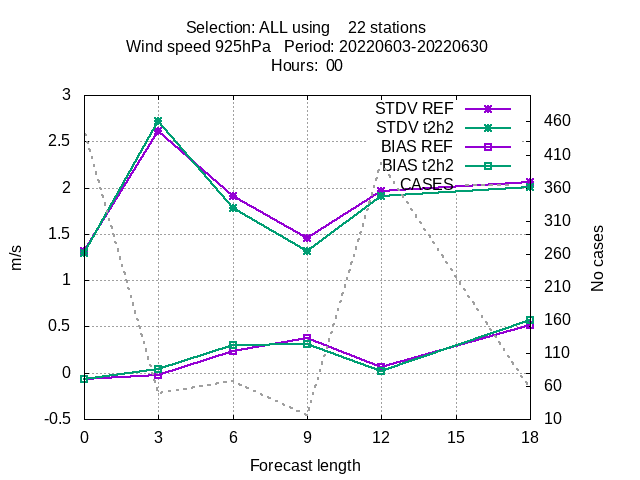 Selection: ALL using 22 stations
Wind speed 925hPa Period: 20220603-20220630
Hours: 00
STDV REF
STDV t2h2
BIAS REF
BIAS t2h2
CASES
3
2.5
2
1.5
1
0.5
0
-0.5
m/s
460
410
360
310
260
210
160
110
60
10
No cases
0 3 6 9 12 15 18
Forecast length